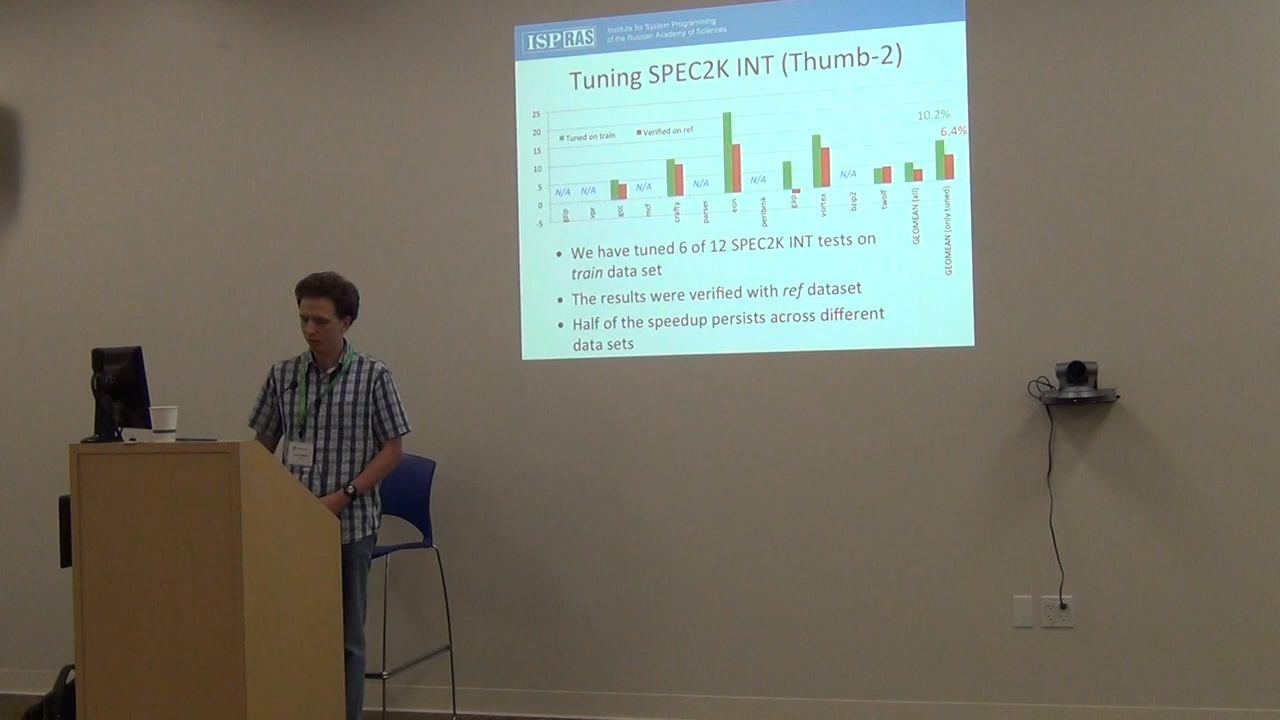 ISPRAS
Institute for System Programming
of the Russian Academy of Sciences
Tuning SPEC2K INT (Thumb-2)
25
20
15
10
5
0
-5
Tuned on train
Verified on ref
10.2%
6.4%
N/A
N/A
N/A
N/A
N/A
N/A
gzip
vpr
gcc
mcf
crafty
parser
eon
perlbmk
gap
vortex
bzip2
twolf
GEOMEAN (all)
GEOMEAN (only tuned)
• We have tuned 6 of 12 SPEC2K INT tests on
train data set
• The results were verified with ref dataset
• Half of the speedup persists across different
data sets